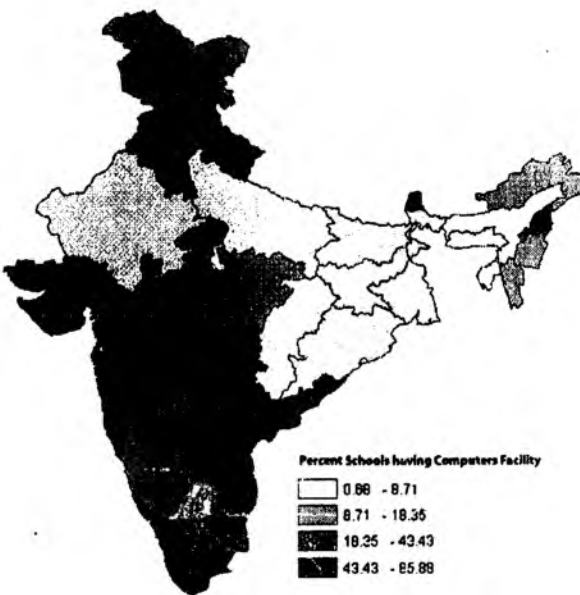 Percent Schools having Computers Facility
0.68 - 8.71
8.71 - 18.35
18.35 - 43.43
43.43 - 85.88